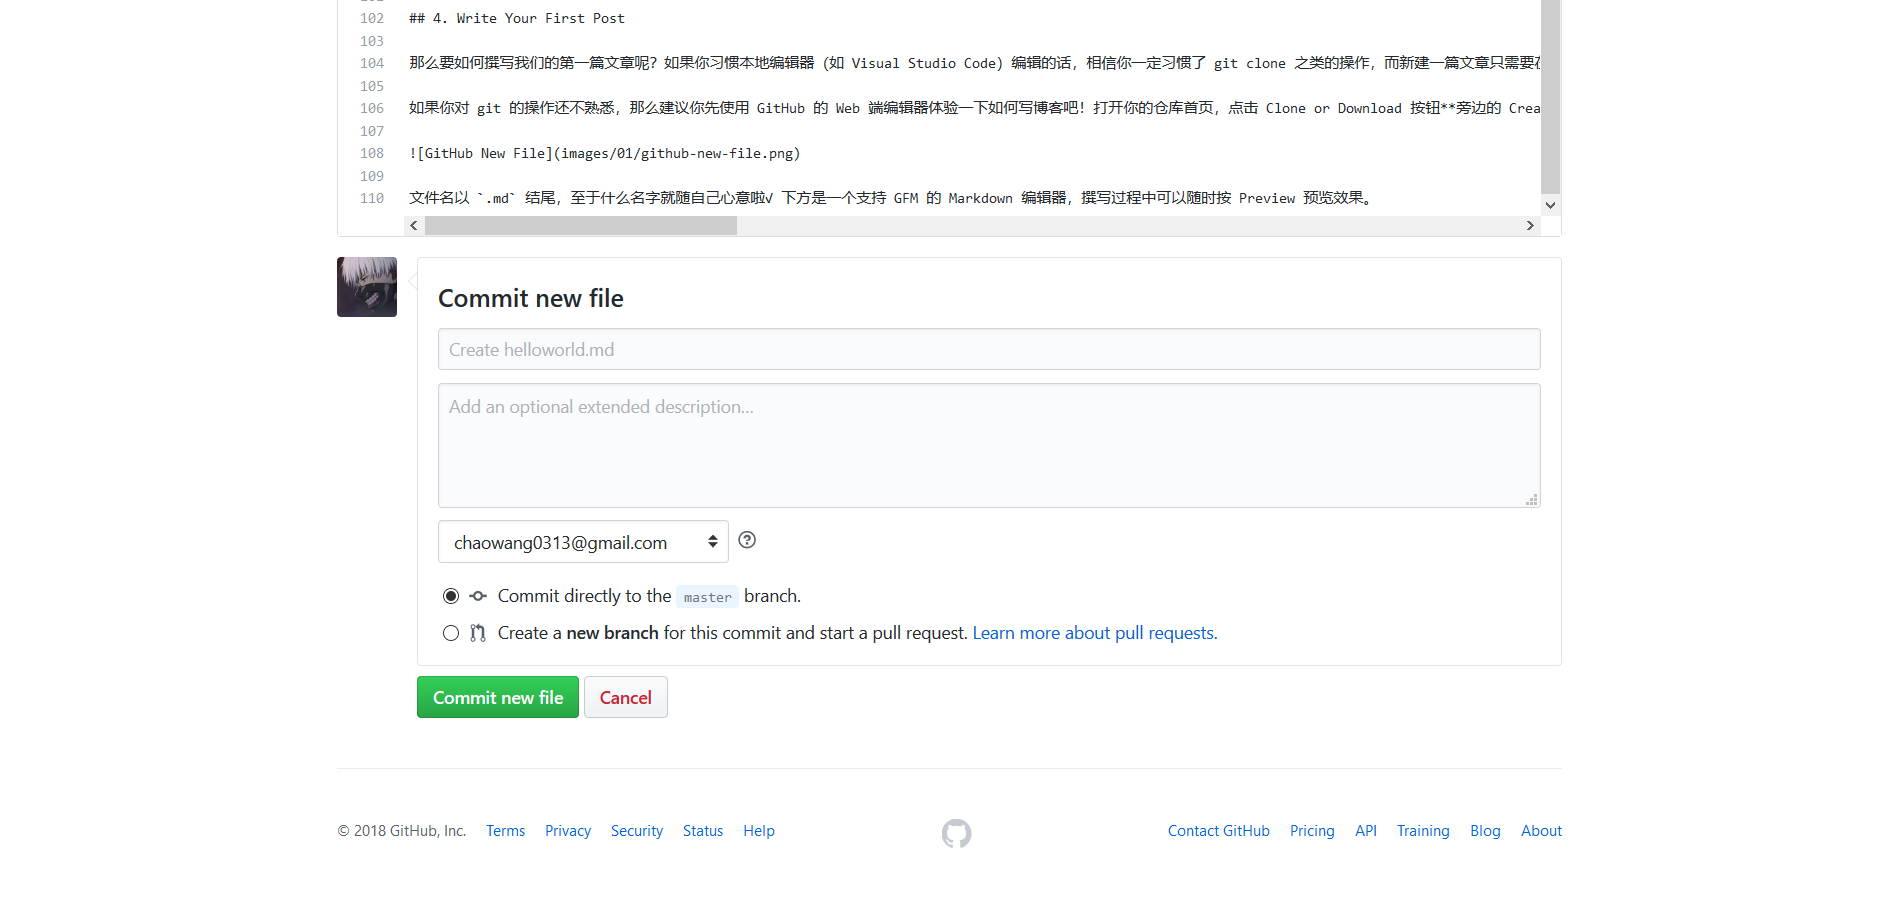 102 ## 4. Write Your First Post
103
104 那么要如何撰写我们的第一篇文章呢？如果你习惯本地编辑器（如 Visual Studio Code）编辑的话，相信你一定习惯了 git clone 之类的操作，而新建一篇文章只需要在
105
106 如果你对 git 的操作还不熟悉，那么建议你先使用 GitHub 的 Web 端编辑器体验一下如何写博客吧！打开你的仓库首页，点击 Clone or Download 按钮**旁边的 Crea
107
108 ![GitHub New File](images/01/github-new-file.png)
109
110 文件名以 `.md` 结尾，至于什么名字就随自己心意啦√ 下方是一个支持 GFM 的 Markdown 编辑器，撰写过程中可以随时按 Preview 预览效果。
Commit new file
Create helloworld.md
Add an optional extended description...
chaowang0313@gmail.com
Commit directly to the master branch.
Create a new branch for this commit and start a pull request. Learn more about pull requests.
Commit new file Cancel
© 2018 GitHub, Inc. Terms Privacy Security Status Help Contact GitHub Pricing API Training Blog About